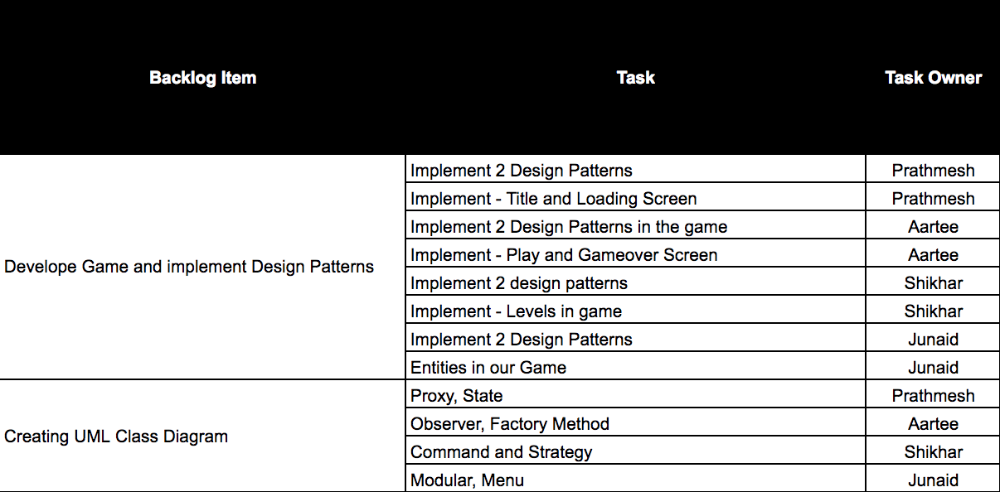 Backlog Item Task Task Owner
Develope Game and implement Design Patterns
Implement 2 Design Patterns Prathmesh
Implement - Title and Loading Screen Prathmesh
Implement 2 Design Patterns in the game Aartee
Implement - Play and Gameover Screen Aartee
Implement 2 design patterns Shikhar
Implement - Levels in game Shikhar
Implement 2 Design Patterns Junaid
Entities in our Game Junaid
Creating UML Class Diagram
Proxy, State Prathmesh
Observer, Factory Method Aartee
Command and Strategy Shikhar
Modular, Menu Junaid